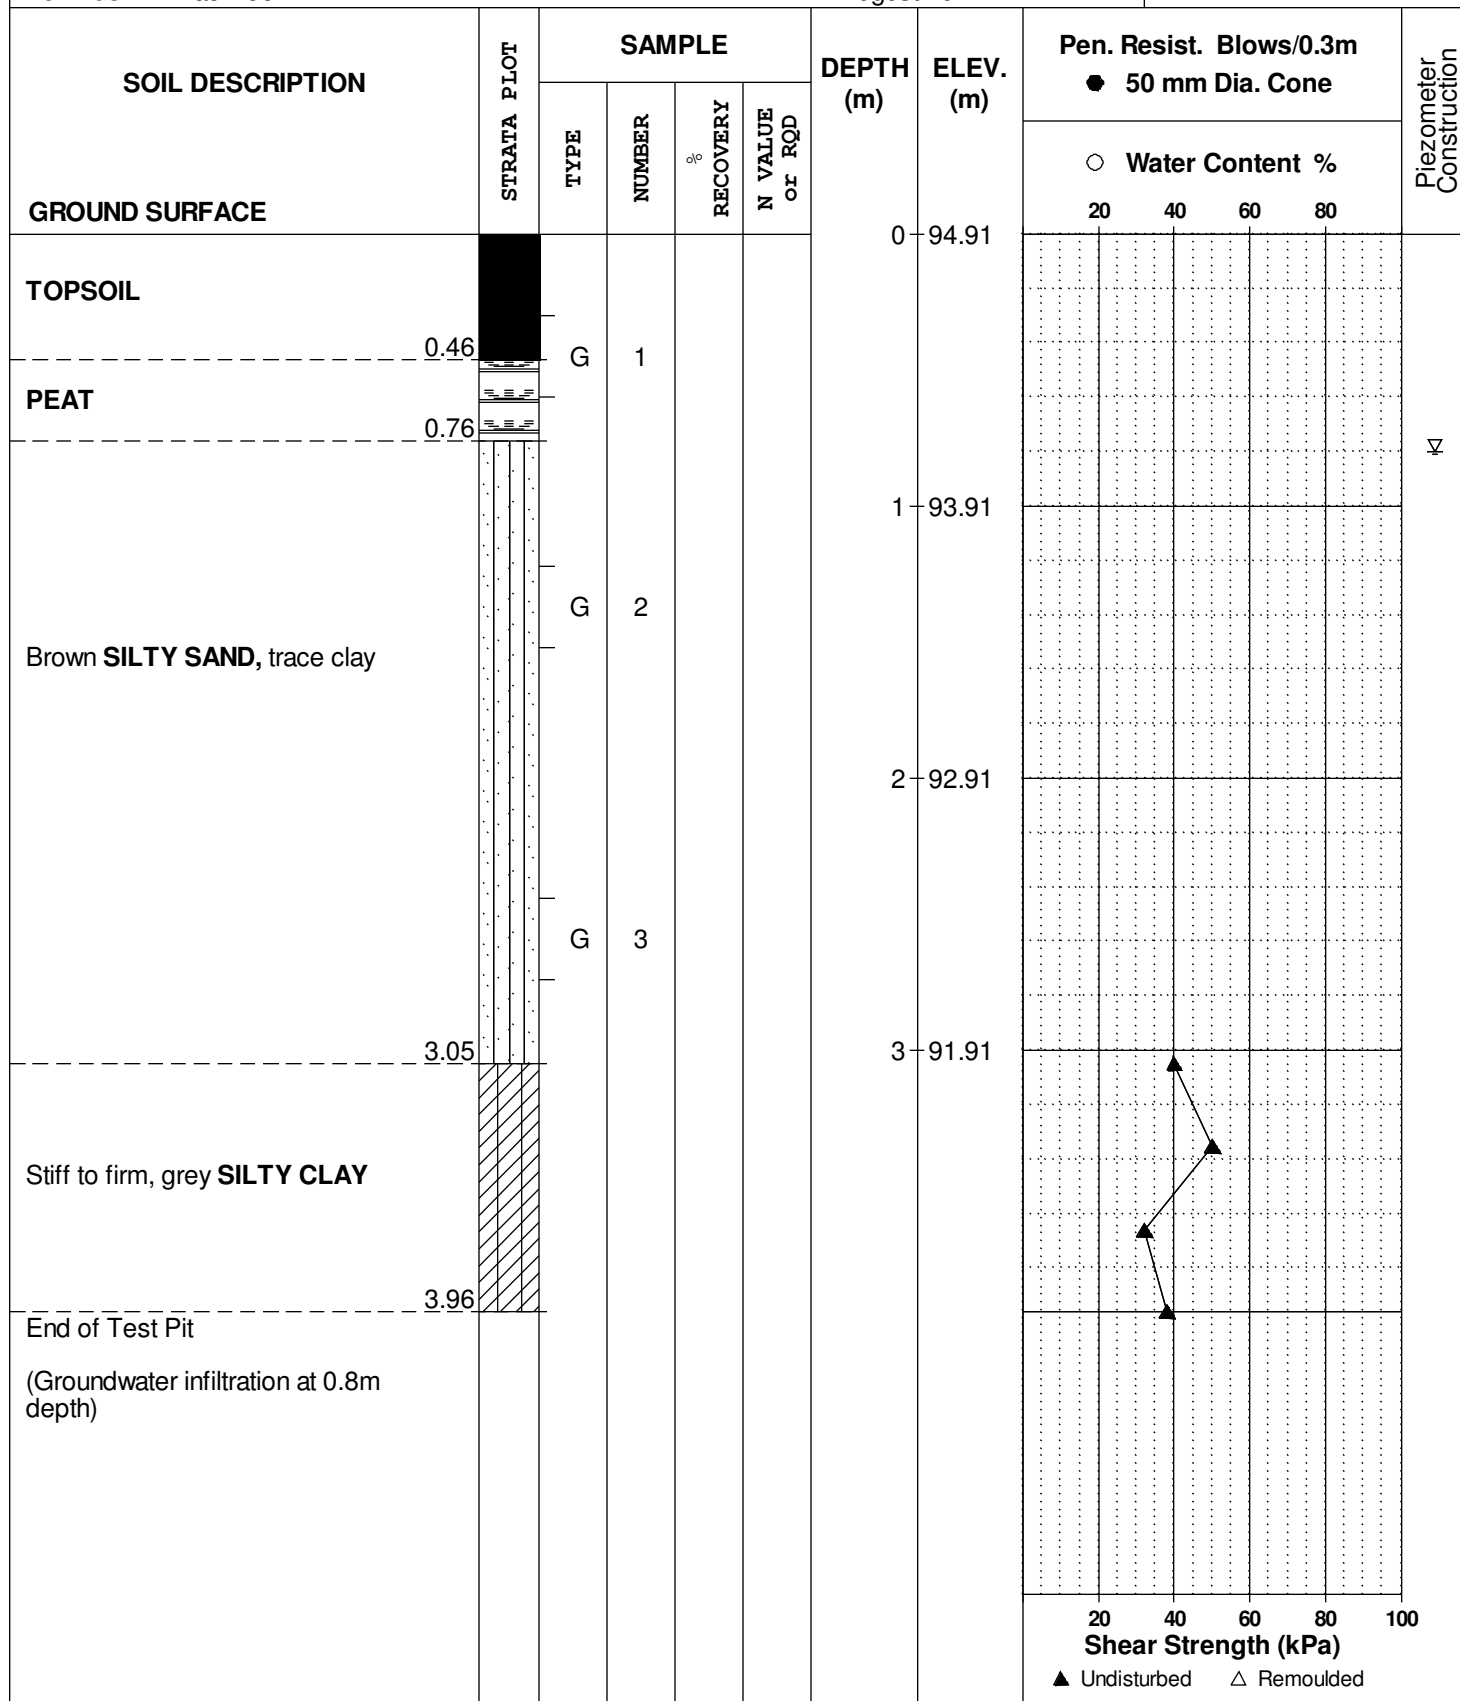 SOIL DESCRIPTION
GROUND SURFACE
STRATA PLOT
SAMPLE
TYPE
NUMBER
%
RECOVERY
N VALUE
or RQD
DEPTH
(m)
ELEV.
(m)
Pen. Resist. Blows/0.3m
● 50 mm Dia. Cone
○ Water Content %
20 40 60 80
Piezometer
Construction
0 94.91
TOPSOIL
0.46
G 1
PEAT
0.76
1 93.91
G 2
Brown SILTY SAND, trace clay
2 92.91
G 3
3.05
3 91.91
Stiff to firm, grey SILTY CLAY
3.96
End of Test Pit
(Groundwater infiltration at 0.8m
depth)
20 40 60 80 100
Shear Strength (kPa)
▲ Undisturbed △ Remoulded